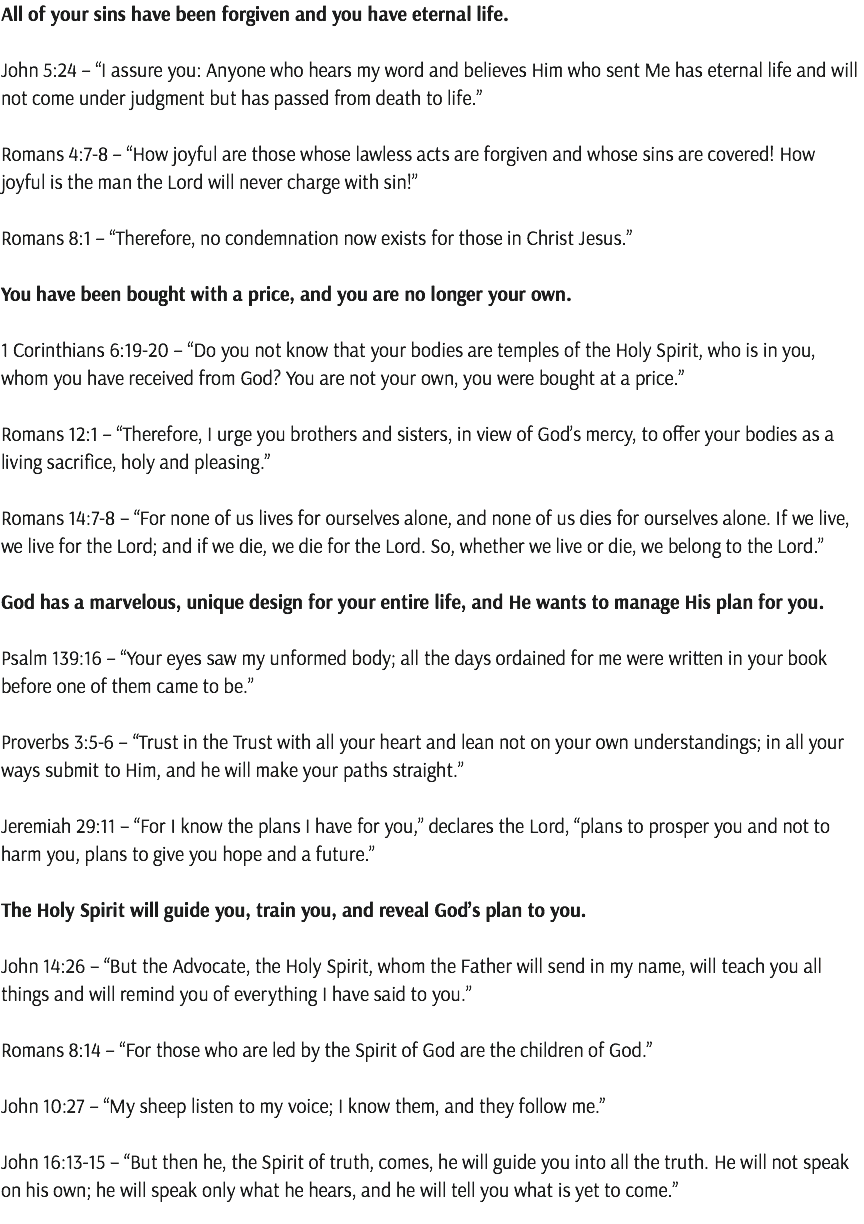 All of your sins have been forgiven and you have eternal life.
John 5:24 – “I assure you: Anyone who hears my word and believes Him who sent Me has eternal life and will
not come under judgment but has passed from death to life.”
Romans 4:7-8 – “How joyful are those whose lawless acts are forgiven and whose sins are covered! How
joyful is the man the Lord will never charge with sin!”
Romans 8:1 – “Therefore, no condemnation now exists for those in Christ Jesus.”
You have been bought with a price, and you are no longer your own.
1 Corinthians 6:19-20 – “Do you not know that your bodies are temples of the Holy Spirit, who is in you,
whom you have received from God? You are not your own, you were bought at a price.”
Romans 12:1 – “Therefore, I urge you brothers and sisters, in view of God’s mercy, to offer your bodies as a
living sacrifice, holy and pleasing.”
Romans 14:7-8 – “For none of us lives for ourselves alone, and none of us dies for ourselves alone. If we live,
we live for the Lord; and if we die, we die for the Lord. So, whether we live or die, we belong to the Lord.”
God has a marvelous, unique design for your entire life, and He wants to manage His plan for you.
Psalm 139:16 – “Your eyes saw my unformed body; all the days ordained for me were written in your book
before one of them came to be.”
Proverbs 3:5-6 – “Trust in the Trust with all your heart and lean not on your own understandings; in all your
ways submit to Him, and he will make your paths straight.”
Jeremiah 29:11 – “For I know the plans I have for you,” declares the Lord, “plans to prosper you and not to
harm you, plans to give you hope and a future.”
The Holy Spirit will guide you, train you, and reveal God’s plan to you.
John 14:26 – “But the Advocate, the Holy Spirit, whom the Father will send in my name, will teach you all
things and will remind you of everything I have said to you.”
Romans 8:14 – “For those who are led by the Spirit of God are the children of God.”
John 10:27 – “My sheep listen to my voice; I know them, and they follow me.”
John 16:13-15 – “But then he, the Spirit of truth, comes, he will guide you into all the truth. He will not speak
on his own; he will speak only what he hears, and he will tell you what is yet to come.”